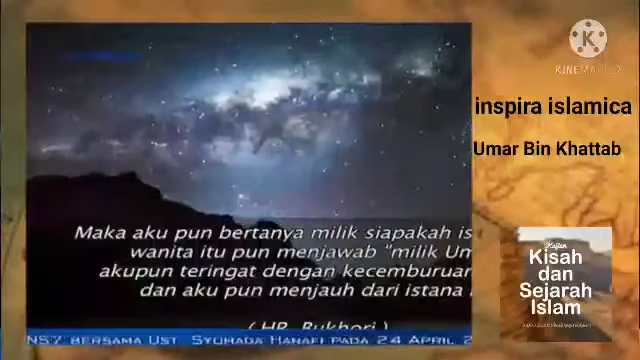 KINEMASTER
inspira islamica
Umar Bin Khattab
Maka aku pun bertanya milik siapakah is
wanita itu pun menjawab "milik Um
akupun teringat dengan kecemburuan
dan aku pun menjauh dari istana
( HR. Bukhori )
Kisah
dan
Sejarah
Islam
NS? BERSAMA UST SYUHADA HANAFI PADA 24 APRIL 2